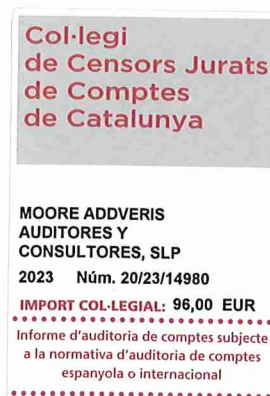 Col·legi
de Censors Jurats
de Comptes
de Catalunya
MOORE ADDVERIS
AUDITORES Y
CONSULTORES, SLP
2023 Núm. 20/23/14980
IMPORT COL·LEGIAL: 96,00 EUR
Informe d'auditoria de comptes subjecte
a la normativa d'auditoria de comptes
espanyola o internacional